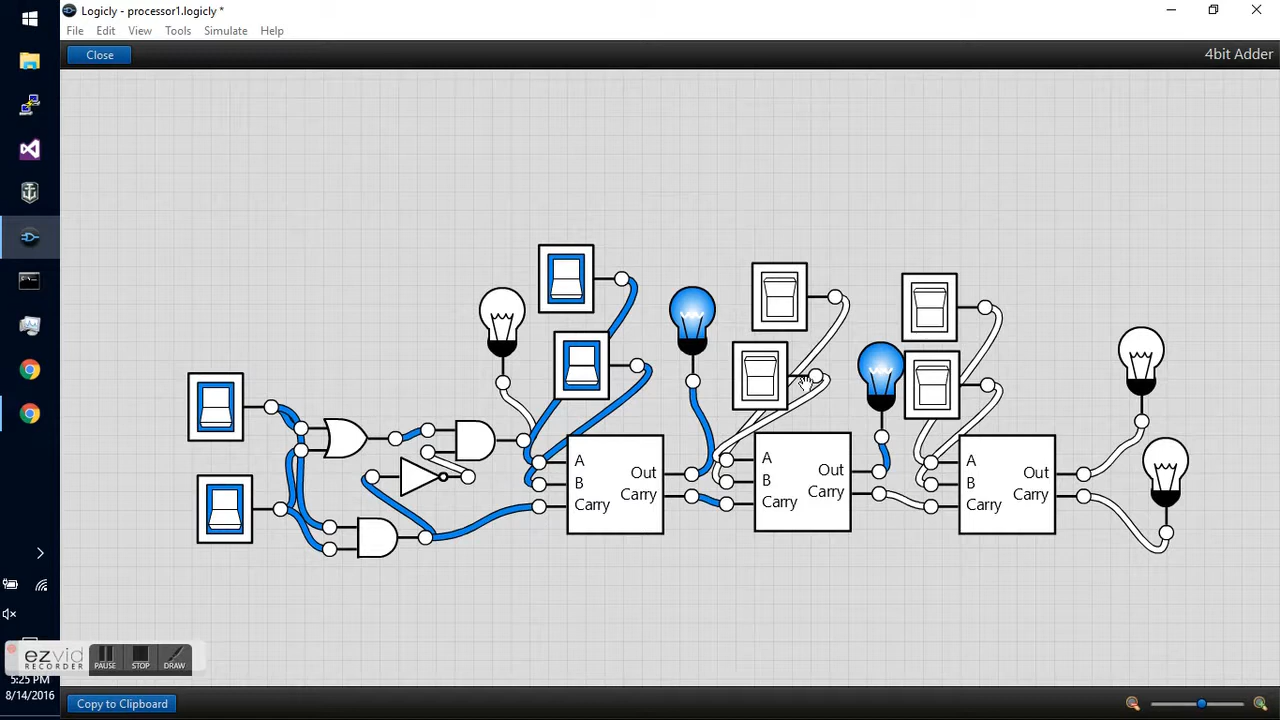 Logicly - processor1.logicly *
File Edit View Tools Simulate Help
Close
4bit Adder
A
B
Carry
Out
Carry
A
B
Carry
Out
Carry
A
B
Carry
Out
Carry
ezvid
RECORDER
PAUSE
STOP
DRAW
5:25 PM
8/14/2016
Copy to Clipboard